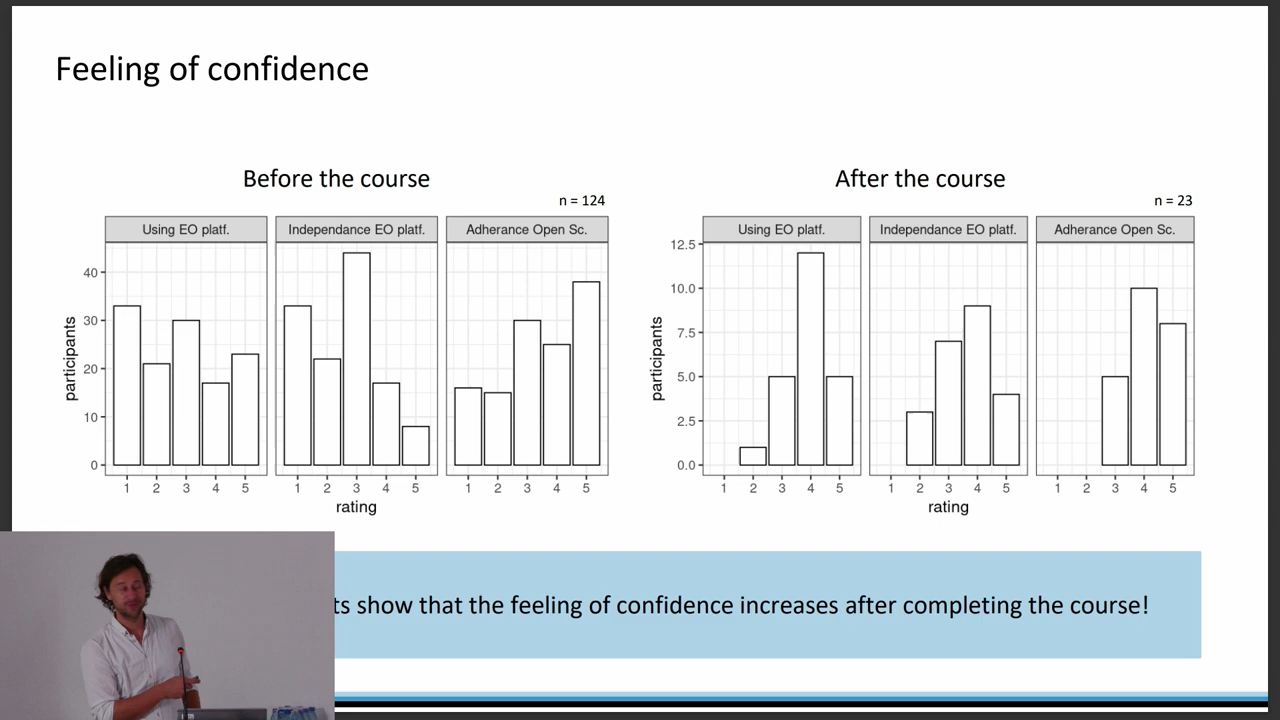 Feeling of confidence
Before the course
n = 124
Using EO platf.
Independance EO platf.
Adherance Open Sc.
40
30
20
10
0
participants
1 2 3 4 5
1 2 3 4 5
1 2 3 4 5
rating
After the course
n = 23
Using EO platf.
Independance EO platf.
Adherance Open Sc.
12.5
10.0
7.5
5.0
2.5
0.0
participants
1 2 3 4 5
1 2 3 4 5
1 2 3 4 5
rating
show that the feeling of confidence increases after completing the course!